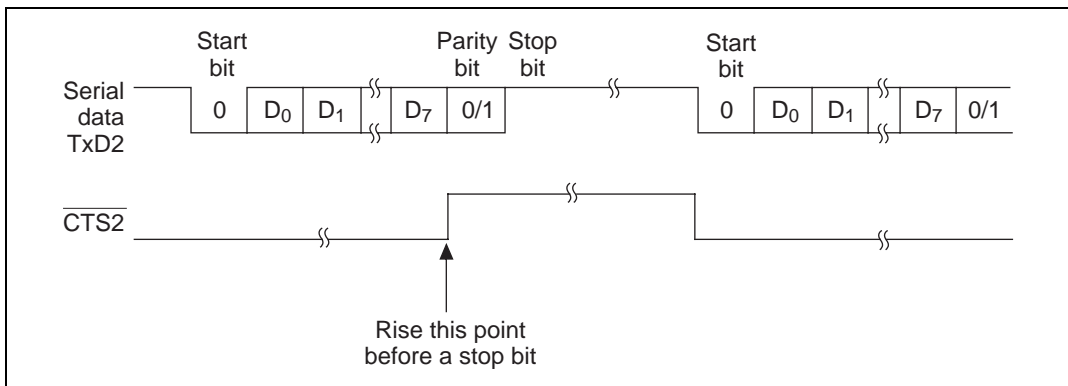 Start
bit
Parity
bit
Stop
bit
Start
bit
Serial
data
TxD2
0 D0 D1 D7 0/1 0 D0 D1 D7 0/1
CTS2
Rise this point
before a stop bit